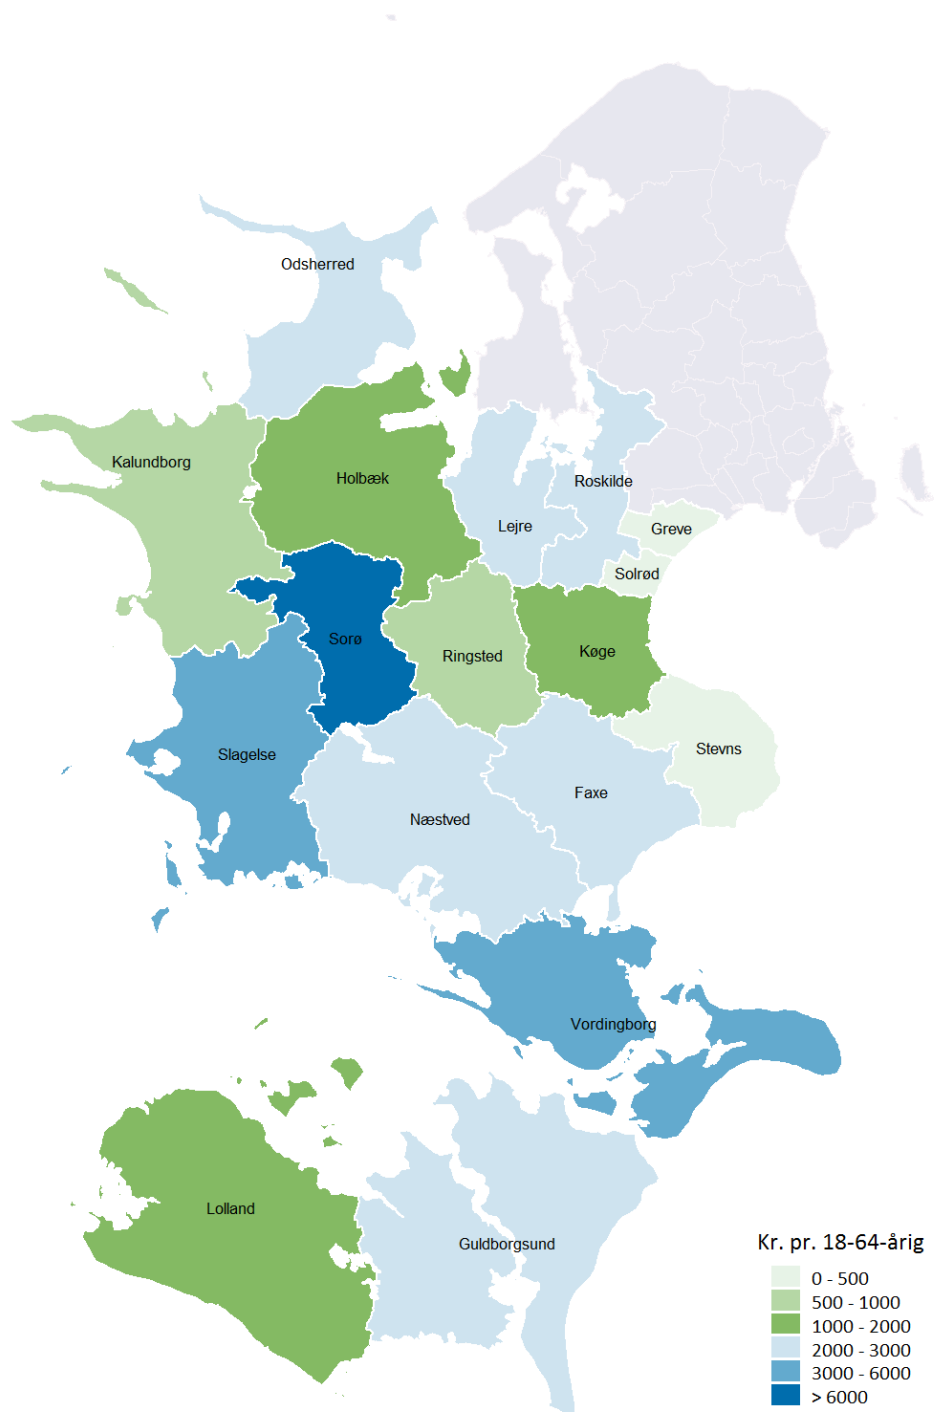 Odsherred
Kalundborg
Holbæk
Roskilde
Lejre
Greve
Solrød
Sorø
Ringsted
Køge
Slagelse
Stevns
Faxe
Næstved
Vordingborg
Lolland
Guldborgsund
Kr. pr. 18-64-årig
0 - 500
500 - 1000
1000 - 2000
2000 - 3000
3000 - 6000
> 6000